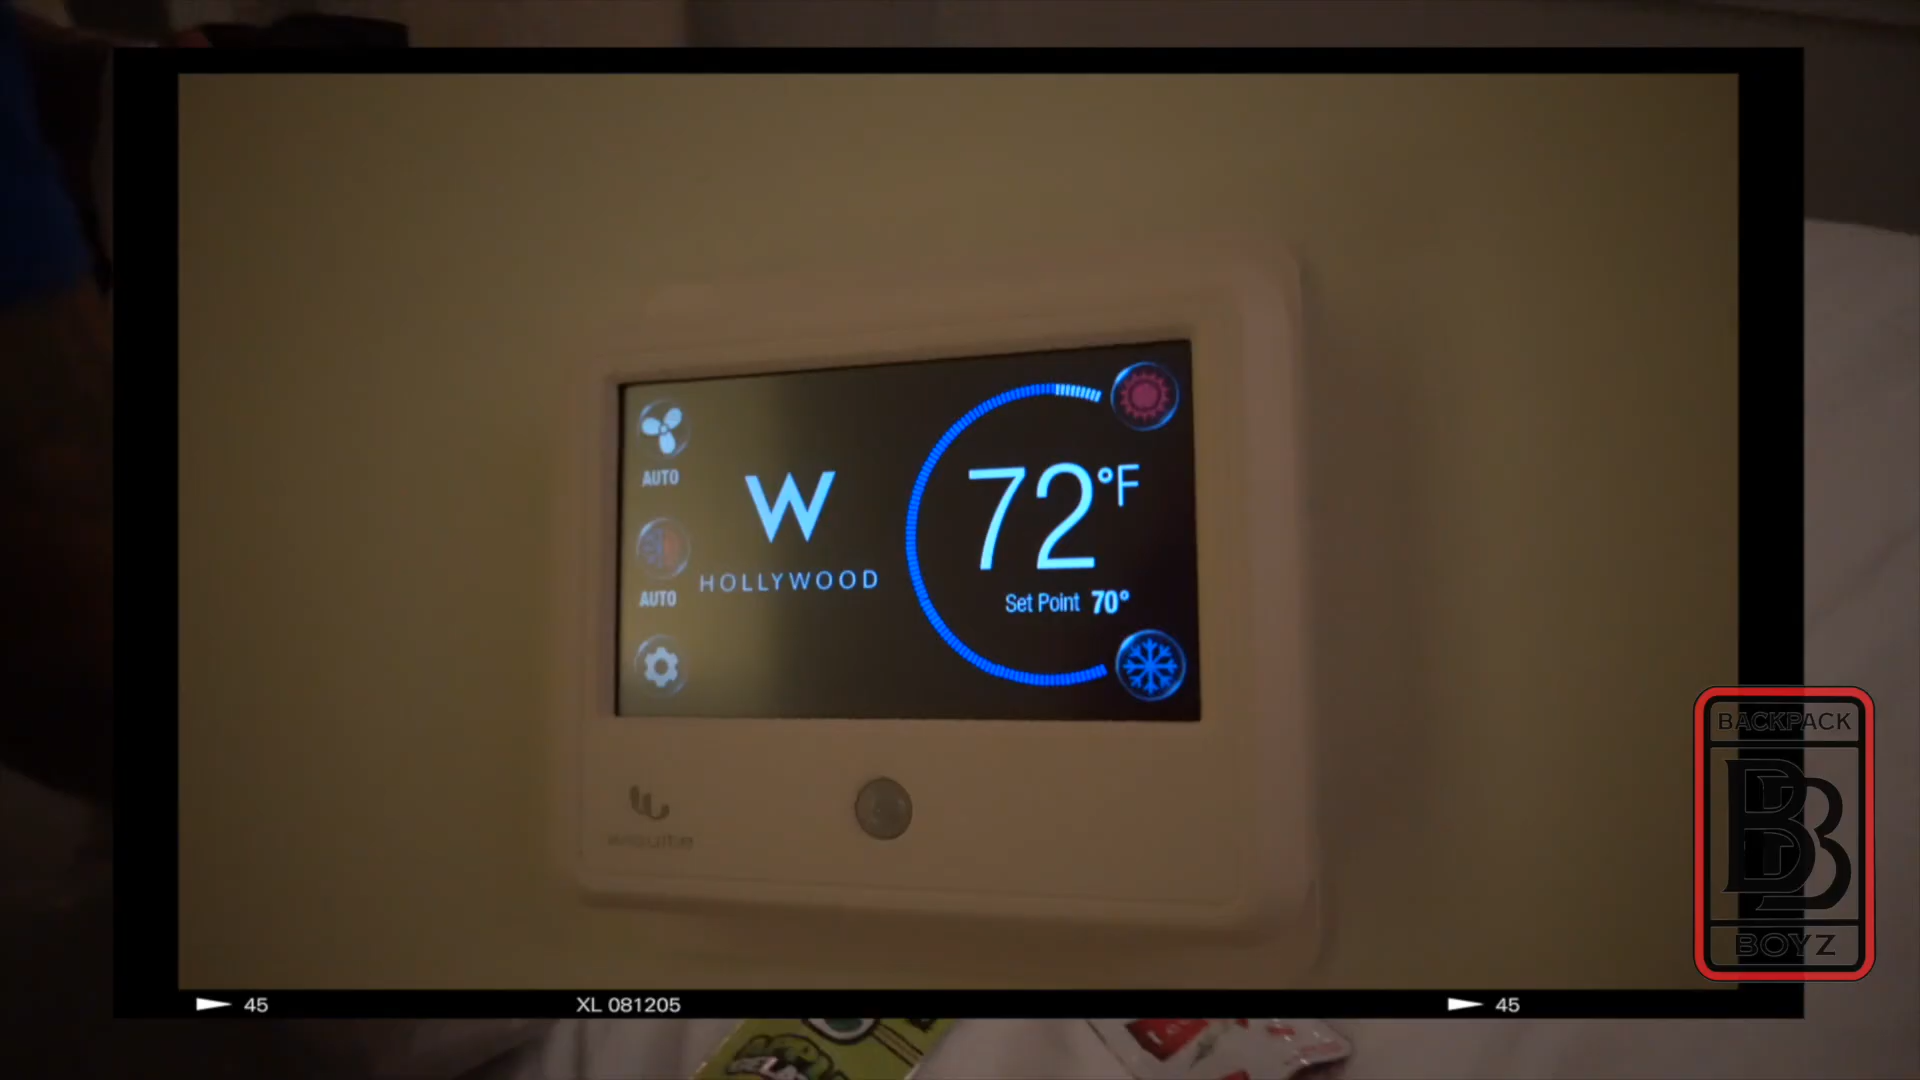 AUTO
W
HOLLYWOOD
AUTO
72°F
Set Point 70°
BACKPACK
BOYZ
45
XL 081205
45